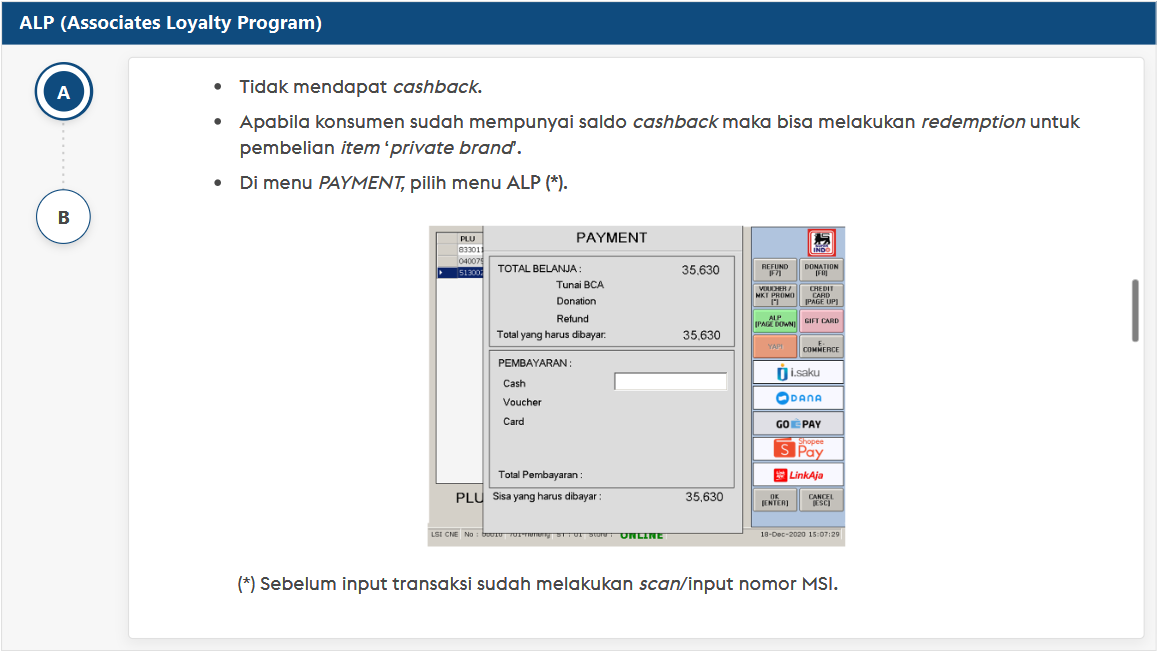 ALP (Associates Loyalty Program)
A
B
• Tidak mendapat cashback.
• Apabila konsumen sudah mempunyai saldo cashback maka bisa melakukan redemption untuk
pembelian item ‘private brand’.
• Di menu PAYMENT, pilih menu ALP (*).
PLU
833011
040075
513002
PAYMENT
TOTAL BELANJA : 35,630
Tunai BCA
Donation
Refund
Total yang harus dibayar: 35,630
PEMBAYARAN :
Cash
Voucher
Card
Total Pembayaran :
Sisa yang harus dibayar : 35,630
PLU
INDO
REFUND
[F7]
DONATION
[F8]
VOUCHER /
MKT PROMO
[*]
CREDIT
CARD
[PAGE UP]
ALP
[PAGE DOWN]
GIFT CARD
YAP!
E-
COMMERCE
i.saku
DANA
GO PAY
Shopee
Pay
LinkAja
OK
[ENTER]
CANCEL
[ESC]
LSI CNE No : ST : 01 Store : ONLINE
18-Dec-2020 15:07:29
(*) Sebelum input transaksi sudah melakukan scan/input nomor MSI.